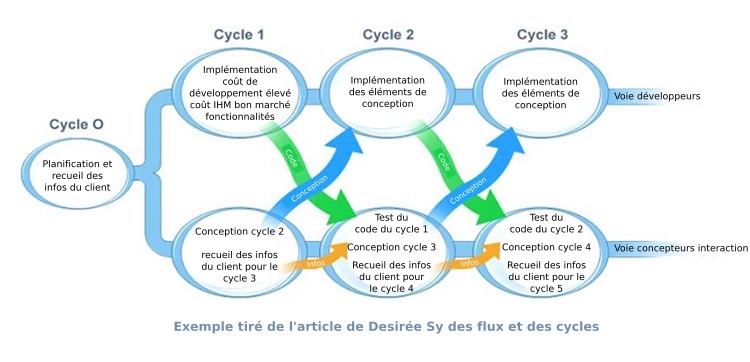 Cycle 1
Cycle 2
Cycle 3
Implémentation
coût de
développement élevé
coût IHM bon marché
fonctionnalités
Implémentation
des éléments de
conception
Implémentation
des éléments de
conception
Voie développeurs
Cycle O
Planification et
recueil des
infos du client
Code
Conception
Code
Conception
Conception cycle 2
recueil des infos
du client pour le
cycle 3
Infos
Test du
code du cycle 1
Conception cycle 3
Recueil des infos
du client pour
le cycle 4
Infos
Test du
code du cycle 2
Conception cycle 4
Recueil des infos
du client pour le
cycle 5
Voie concepteurs interaction
Exemple tiré de l'article de Desirée Sy des flux et des cycles